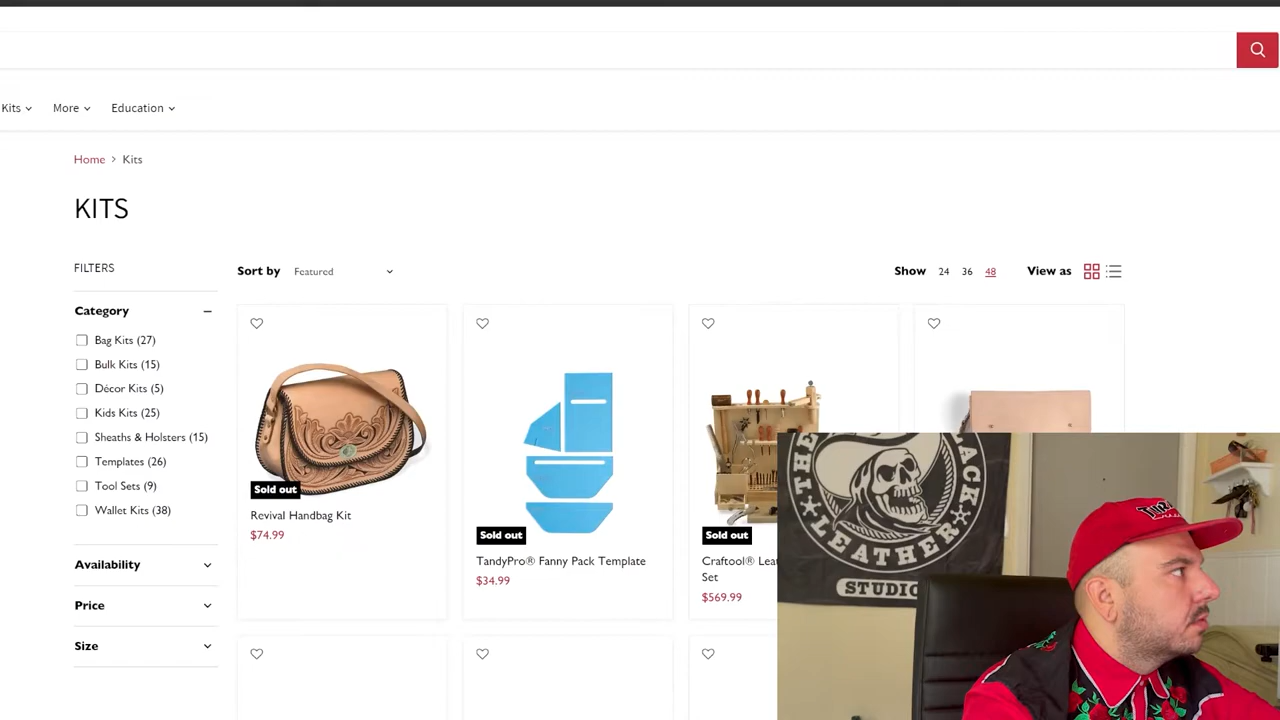 Kits
More
Education
Home > Kits
KITS
FILTERS
Sort by Featured
Show 24 36 48
View as
Category
Bag Kits (27)
Bulk Kits (15)
Décor Kits (5)
Kids Kits (25)
Sheaths & Holsters (15)
Templates (26)
Tool Sets (9)
Wallet Kits (38)
Availability
Price
Size
Sold out
Revival Handbag Kit
$74.99
Sold out
TandyPro® Fanny Pack Template
$34.99
Sold out
Craftool®
Set
$569.99
THE
JACK
LEATHER
STUDIO